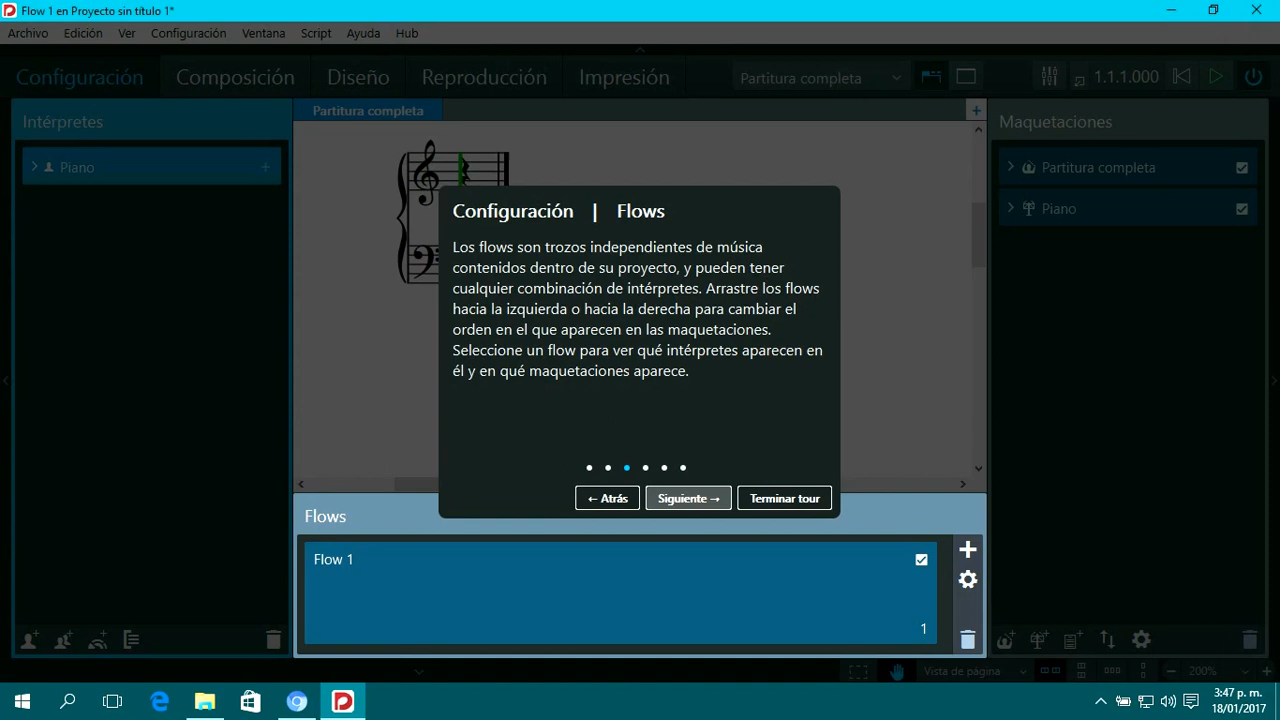 Flow 1 en Proyecto sin título 1*
Archivo Edición Ver Configuración Ventana Script Ayuda Hub
Configuración Composición Diseño Reproducción Impresión Partitura completa 1.1.1.000
Partitura completa
Intérpretes
Piano
Maquetaciones
Partitura completa
Piano
Configuración | Flows
Los flows son trozos independientes de música
contenidos dentro de su proyecto, y pueden tener
cualquier combinación de intérpretes. Arrastre los flows
hacia la izquierda o hacia la derecha para cambiar el
orden en el que aparecen en las maquetaciones.
Seleccione un flow para ver qué intérpretes aparecen en
él y en qué maquetaciones aparece.
← Atrás Siguiente → Terminar tour
Flows
Flow 1
1
Vista de página 200%
3:47 p. m.
18/01/2017